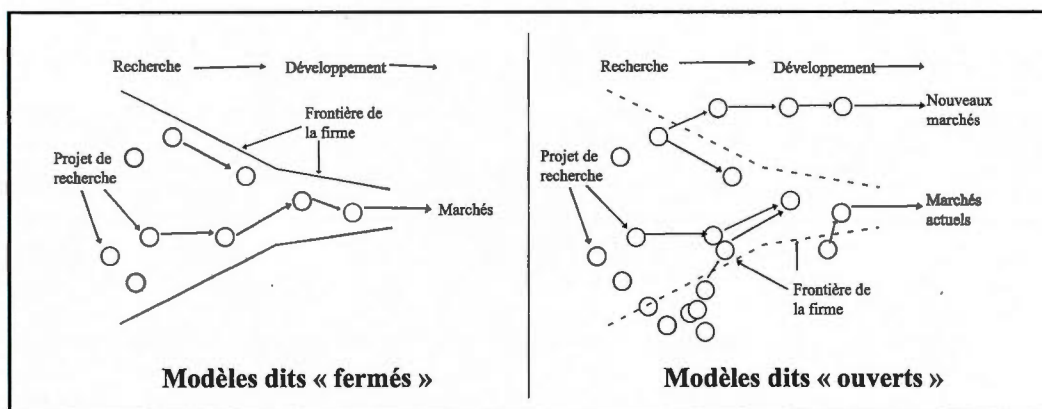 Recherche
Développement
Frontière de
la firme
Projet de
recherche
Marchés
Modèles dits « fermés »
Recherche
Développement
Nouveaux
marchés
Projet de
recherche
Marchés
actuels
Frontière de
la firme
Modèles dits « ouverts »